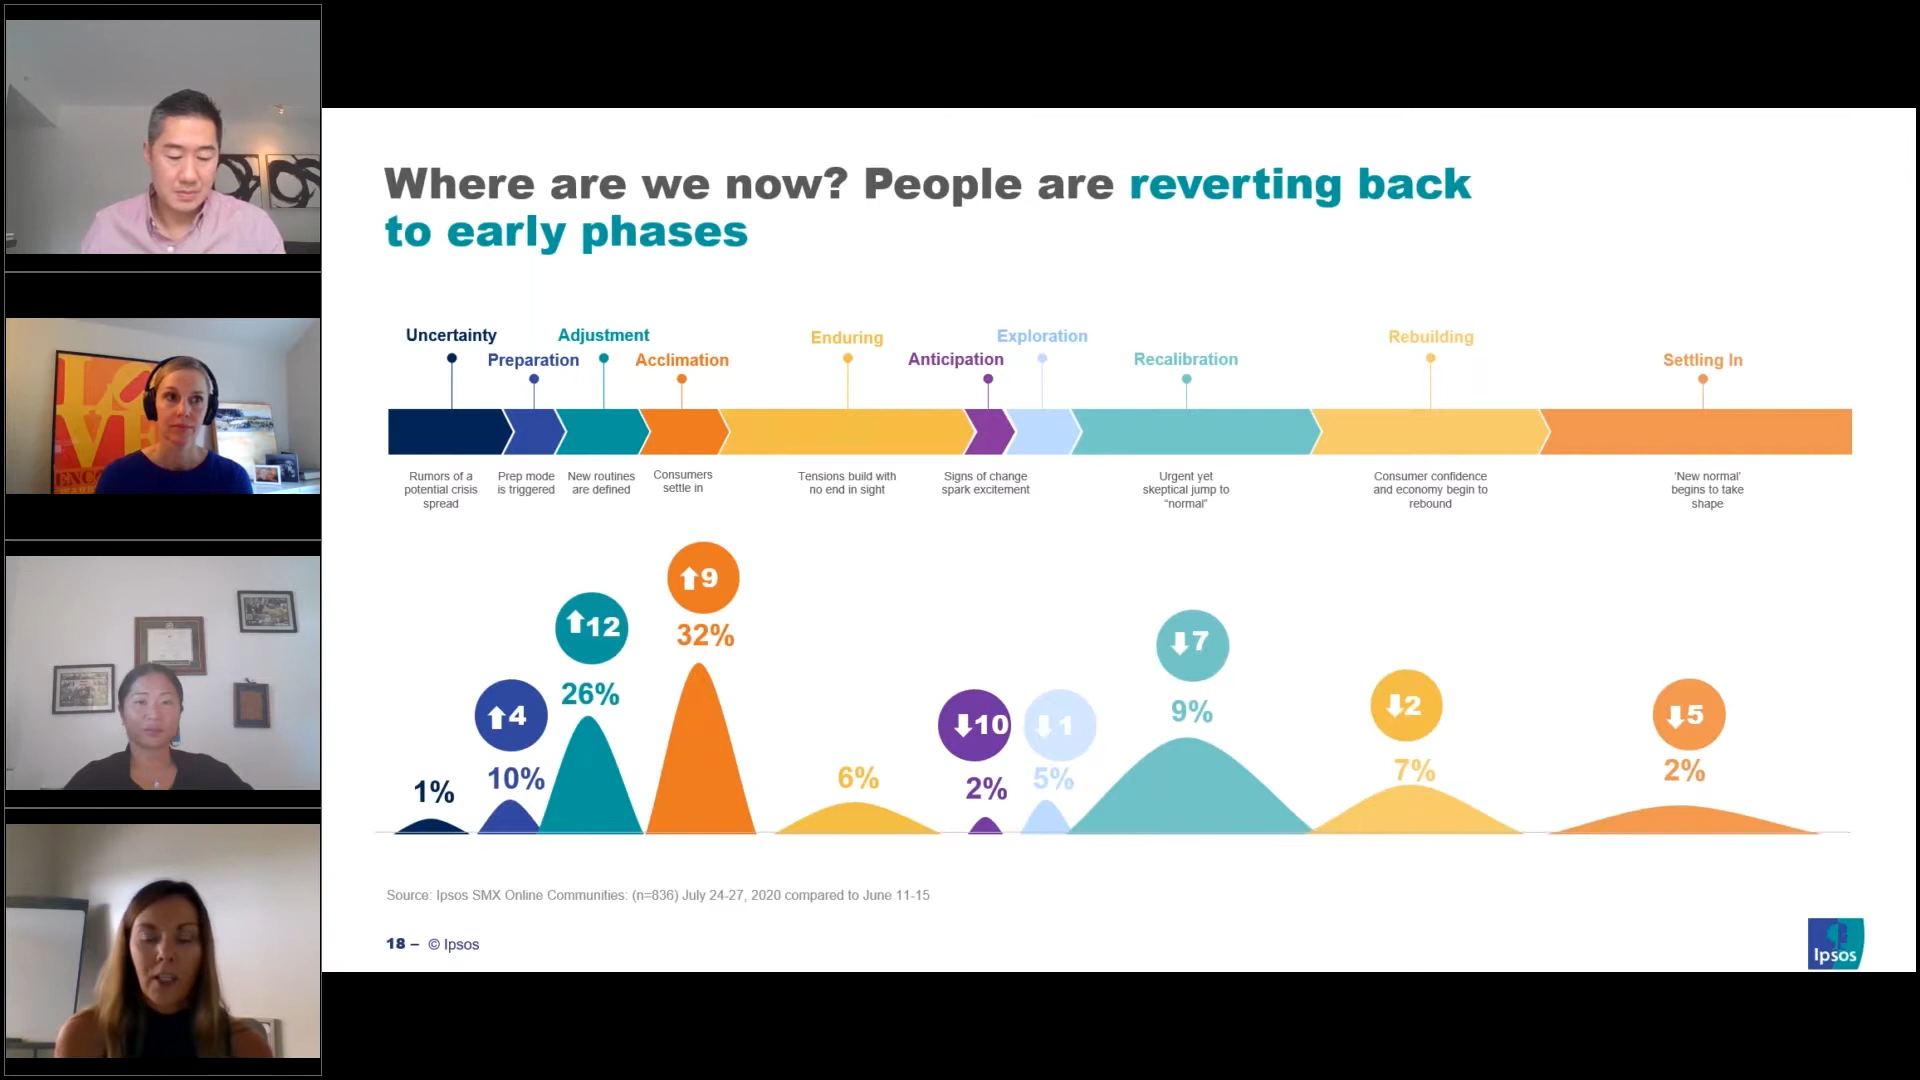 Where are we now? People are reverting back
to early phases
Uncertainty
Preparation
Adjustment
Acclimation
Enduring
Anticipation
Exploration
Recalibration
Rebuilding
Settling In
Rumors of a
potential crisis
spread
Prep mode
is triggered
New routines
are defined
Consumers
settle in
Tensions build with
no end in sight
Signs of change
spark excitement
Urgent yet
skeptical jump to
“normal”
Consumer confidence
and economy begin to
rebound
‘New normal’
begins to take
shape
1%
⬆4
10%
⬆12
26%
⬆9
32%
6%
⬇10
2%
⬇1
5%
⬇7
9%
⬇2
7%
⬇5
2%
Source: Ipsos SMX Online Communities: (n=836) July 24-27, 2020 compared to June 11-15
18 – © Ipsos
Ipsos
LO
VE
ENCO